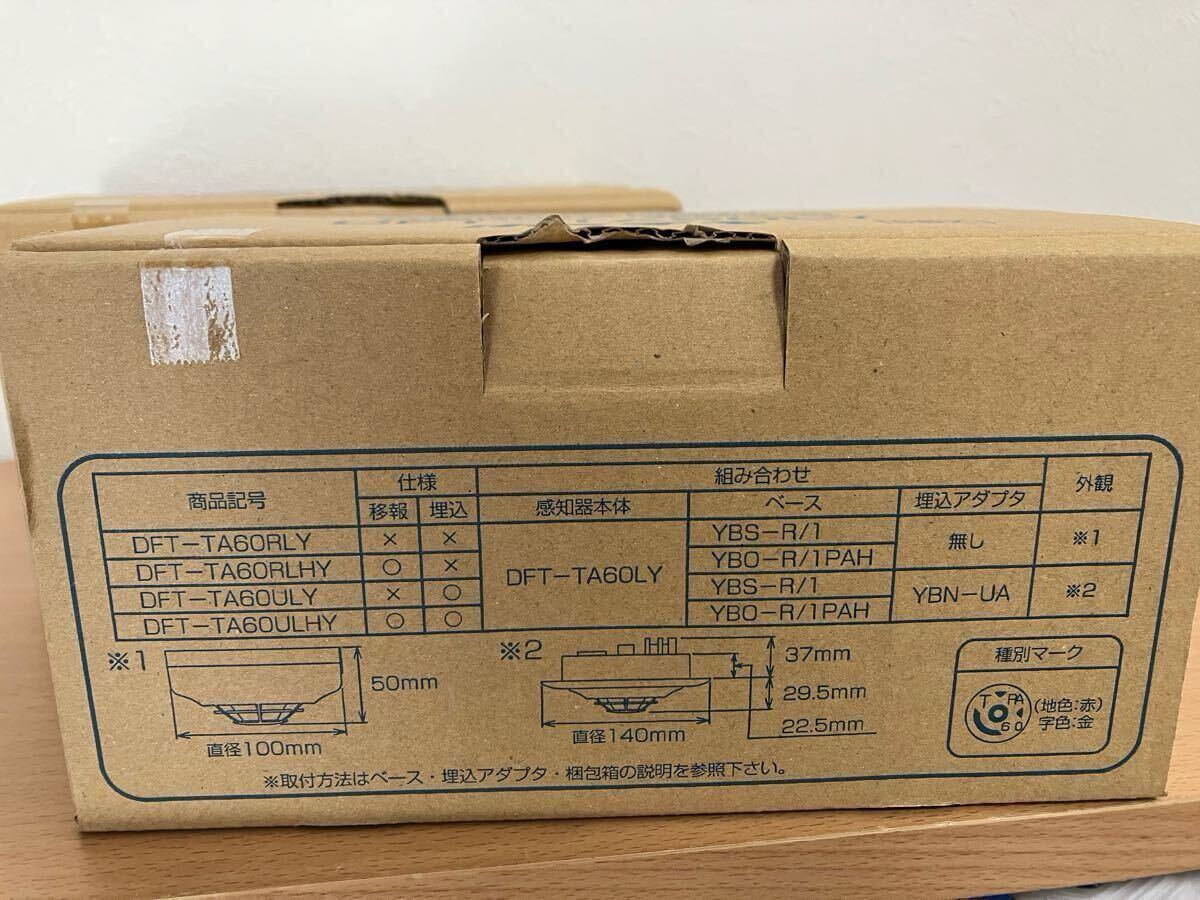 商品記号 仕様 組み合わせ 外観
移報 埋込 感知器本体 ベース 埋込アダプタ
DFT-TA60RLY × × DFT-TA60LY YBS-R/1 無し ※1
DFT-TA60RLHY ○ × YBO-R/1PAH
DFT-TA60ULY × ○ YBS-R/1 YBN-UA ※2
DFT-TA60ULHY ○ ○ YBO-R/1PAH
※1
50mm
直径100mm
※2
37mm
29.5mm
22.5mm
直径140mm
種別マーク
T PA
60
(地色:赤)
字色:金
※取付方法はベース・埋込アダプタ・梱包箱の説明を参照下さい。